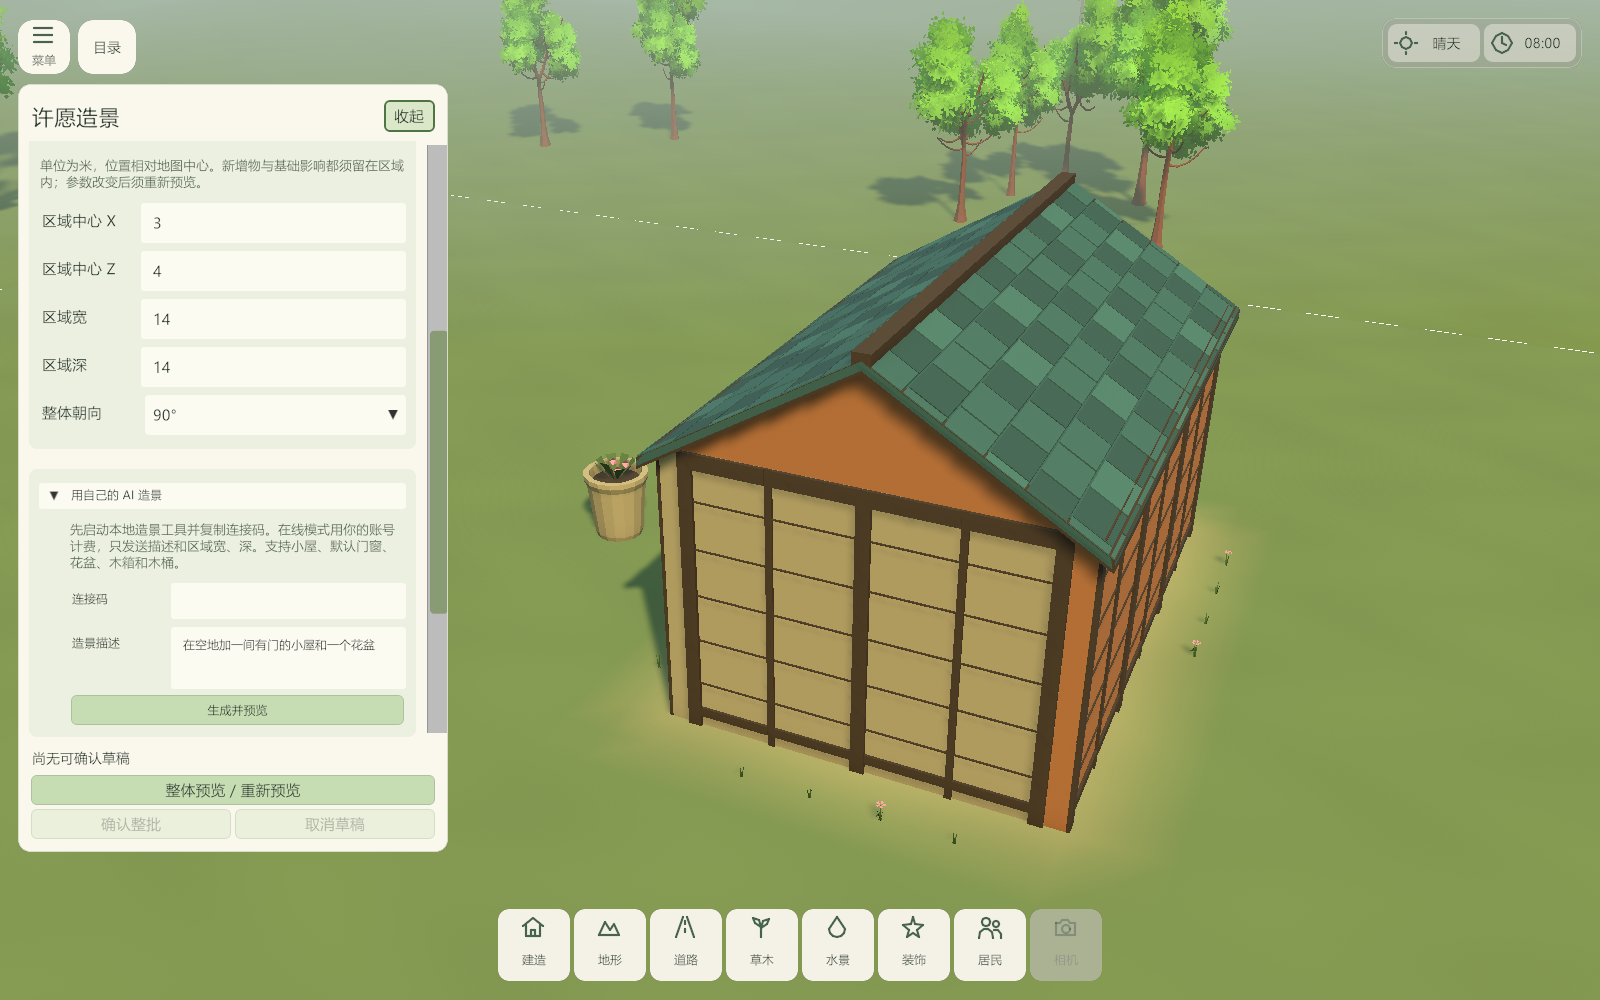 菜单
目录
晴天
08:00
许愿造景
收起
单位为米，位置相对地图中心。新增物与基础影响都须留在区域
内；参数改变后须重新预览。
区域中心 X
3
区域中心 Z
4
区域宽
14
区域深
14
整体朝向
90°
用自己的 AI 造景
先启动本地造景工具并复制连接码。在线模式用你的账号
计费，只发送描述和区域宽、深。支持小屋、默认门窗、
花盆、木箱和木桶。
连接码
造景描述
在空地加一间有门的小屋和一个花盆
生成并预览
尚无可确认草稿
整体预览 / 重新预览
确认整批
取消草稿
建造
地形
道路
草木
水景
装饰
居民
相机